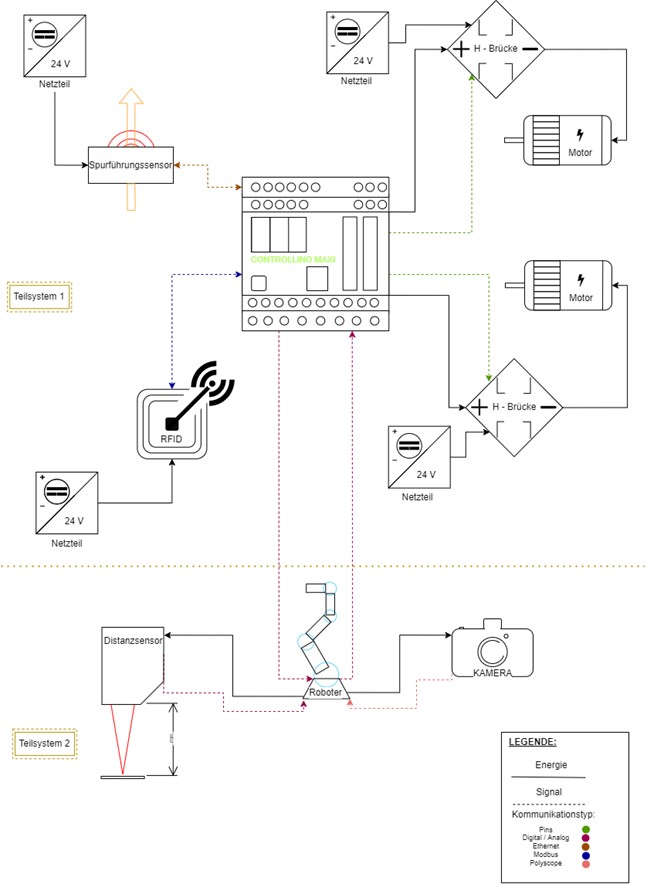 24 V
Netzteil
24 V
Netzteil
H - Brücke
Motor
Spurführungssensor
CONTROLLINO MAXI
Teilsystem 1
Motor
H - Brücke
24 V
Netzteil
RFID
24 V
Netzteil
Distanzsensor
Roboter
KAMERA
Teilsystem 2
LEGENDE:
Energie
Signal
Kommunikationstyp:
Pins
Digital / Analog
Ethernet
Modbus
Polyscope